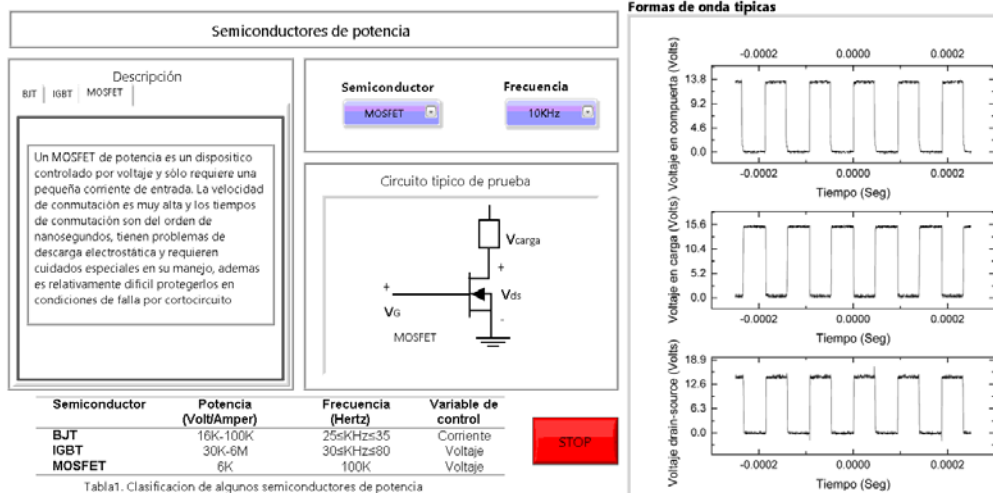 Semiconductores de potencia
Descripción
BJT IGBT MOSFET
Un MOSFET de potencia es un dispositico
controlado por voltaje y sólo requiere una
pequeña corriente de entrada. La velocidad
de conmutación es muy alta y los tiempos
de conmutación son del orden de
nanosegundos, tienen problemas de
descarga electrostática y requieren
cuidados especiales en su manejo, ademas
es relativamente dificil protegerlos en
condiciones de falla por cortocircuito
Semiconductor Frecuencia
MOSFET 10KHz
Circuito tipico de prueba
Vcarga
+
+
Vds
VG
-
MOSFET
Semiconductor Potencia Frecuencia Variable de
(Volt/Amper) (Hertz) control
BJT 16K-100K 25≤KHz≤35 Corriente
IGBT 30K-6M 30≤KHz≤80 Voltaje
MOSFET 6K 100K Voltaje
Tabla1. Clasificacion de algunos semiconductores de potencia
STOP
Formas de onda tipicas
-0.0002 0.0000 0.0002
Voltaje en compuerta (Volts)
13.8
9.2
4.6
0.0
-0.0002 0.0000 0.0002
Tiempo (Seg)
Voltaje en carga (Volts)
15.6
10.4
5.2
0.0
-0.0002 0.0000 0.0002
Tiempo (Seg)
Voltaje drain-source (Volts)
18.9
12.6
6.3
0.0
-0.0002 0.0000 0.0002
Tiempo (Seg)